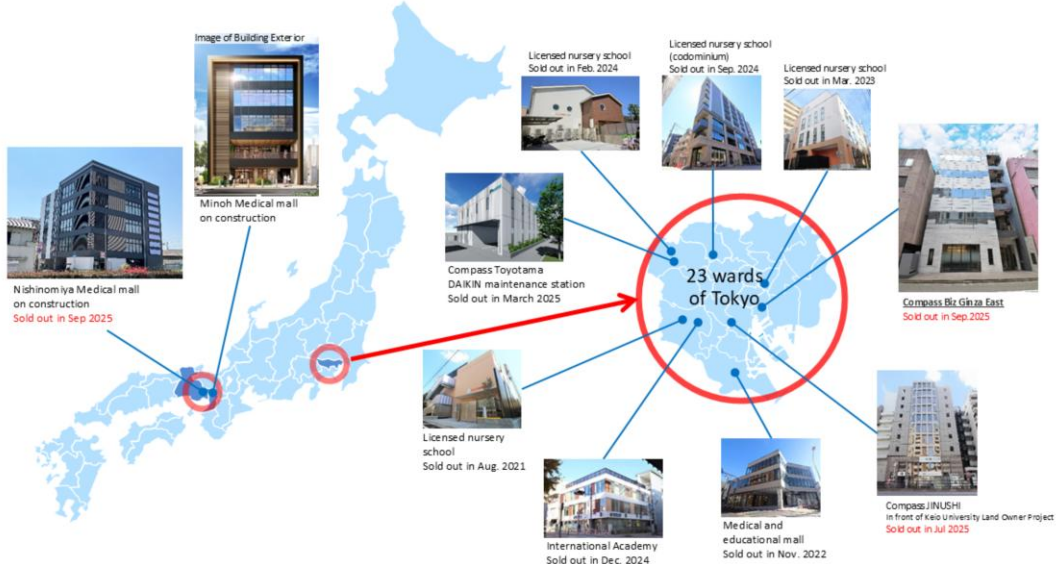 Image of Building Exterior
Minoh Medical mall
on construction
Nishinomiya Medical mall
on construction
Sold out in Sep 2025
Licensed nursery school
Sold out in Feb. 2024
Licensed nursery school
(codominium)
Sold out in Sep. 2024
Licensed nursery school
Sold out in Mar. 2023
Compass Toyotama
DAIKIN maintenance station
Sold out in March 2025
23 wards
of Tokyo
Compass Biz Ginza East
Sold out in Sep.2025
Licensed nursery
school
Sold out in Aug. 2021
International Academy
Sold out in Dec. 2024
Medical and
educational mall
Sold out in Nov. 2022
Compass JINUSHI
In front of Keio University Land Owner Project
Sold out in Jul 2025